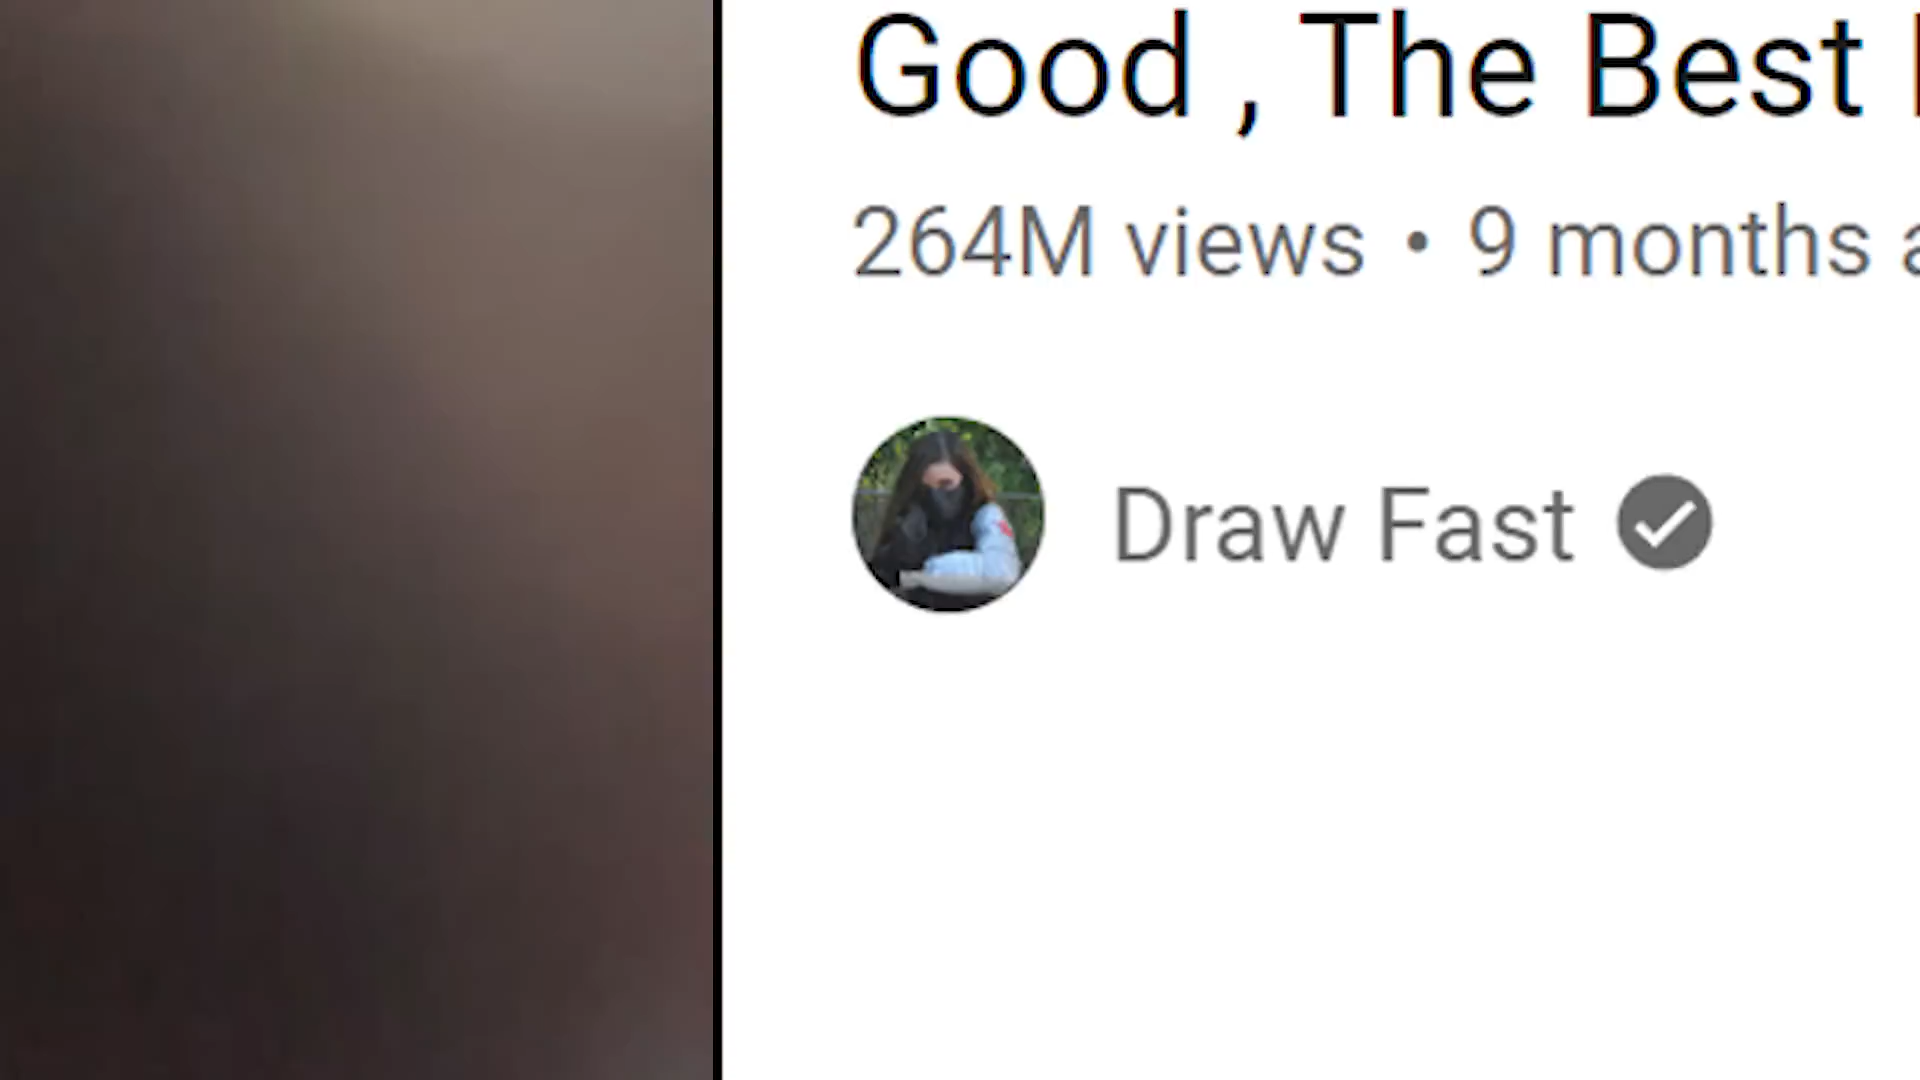 Good , The Best
264M views • 9 months
Draw Fast